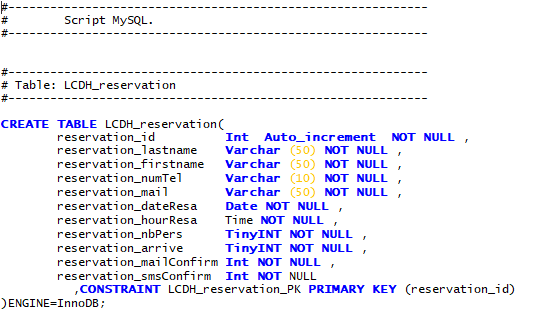 #------------------------------------------------------------
#        Script MySQL.
#------------------------------------------------------------
#------------------------------------------------------------
# Table: LCDH_reservation
#------------------------------------------------------------
CREATE TABLE LCDH_reservation(
        reservation_id          Int  Auto_increment  NOT NULL ,
        reservation_lastname    Varchar (50) NOT NULL ,
        reservation_firstname   Varchar (50) NOT NULL ,
        reservation_numTel      Varchar (10) NOT NULL ,
        reservation_mail        Varchar (50) NOT NULL ,
        reservation_dateResa    Date NOT NULL ,
        reservation_hourResa    Time NOT NULL ,
        reservation_nbPers      TinyINT NOT NULL ,
        reservation_arrive      TinyINT NOT NULL ,
        reservation_mailConfirm Int NOT NULL ,
        reservation_smsConfirm  Int NOT NULL
	,CONSTRAINT LCDH_reservation_PK PRIMARY KEY (reservation_id)
)ENGINE=InnoDB;